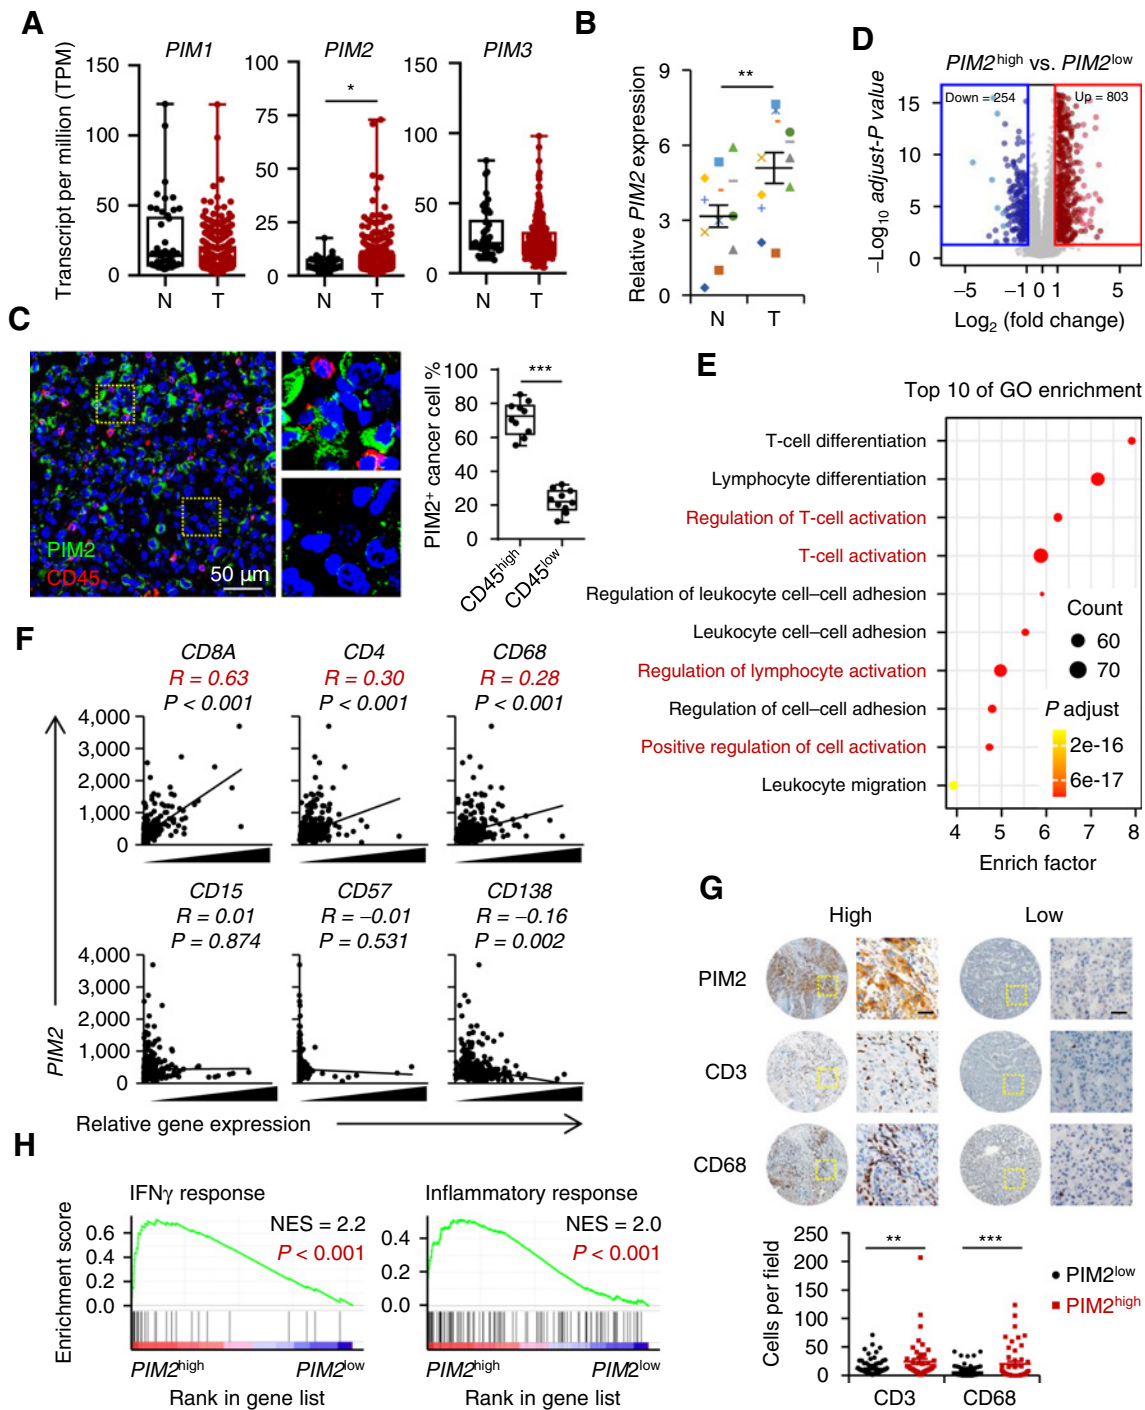 A
PIM1
PIM2
PIM3
Transcript per million (TPM)
150
100
50
0
N
T
100
75
50
25
0
*
N
T
150
100
50
0
N
T
B
Relative PIM2 expression
9
6
3
0
**
N
T
D
PIM2high vs. PIM2low
−Log10 adjust-P value
15
10
5
0
Down = 254
Up = 803
−5
−1
0
1
5
Log2 (fold change)
C
PIM2
CD45
50 µm
PIM2+ cancer cell %
100
80
60
40
20
0
***
CD45high
CD45low
E
Top 10 of GO enrichment
T-cell differentiation
Lymphocyte differentiation
Regulation of T-cell activation
T-cell activation
Regulation of leukocyte cell–cell adhesion
Leukocyte cell–cell adhesion
Regulation of lymphocyte activation
Regulation of cell–cell adhesion
Positive regulation of cell activation
Leukocyte migration
Count
60
70
P adjust
2e-16
6e-17
4
5
6
7
8
Enrich factor
F
CD8A
R = 0.63
P < 0.001
CD4
R = 0.30
P < 0.001
CD68
R = 0.28
P < 0.001
4,000
3,000
2,000
1,000
0
CD15
R = 0.01
P = 0.874
CD57
R = −0.01
P = 0.531
CD138
R = −0.16
P = 0.002
4,000
3,000
2,000
1,000
0
PIM2
Relative gene expression
G
High
Low
PIM2
CD3
CD68
Cells per field
250
200
150
100
50
0
**
***
CD3
CD68
PIM2low
PIM2high
H
IFNγ response
NES = 2.2
P < 0.001
Enrichment score
0.6
0.4
0.2
0.0
PIM2high
PIM2low
Rank in gene list
Inflammatory response
NES = 2.0
P < 0.001
0.4
0.2
0.0
PIM2high
PIM2low
Rank in gene list